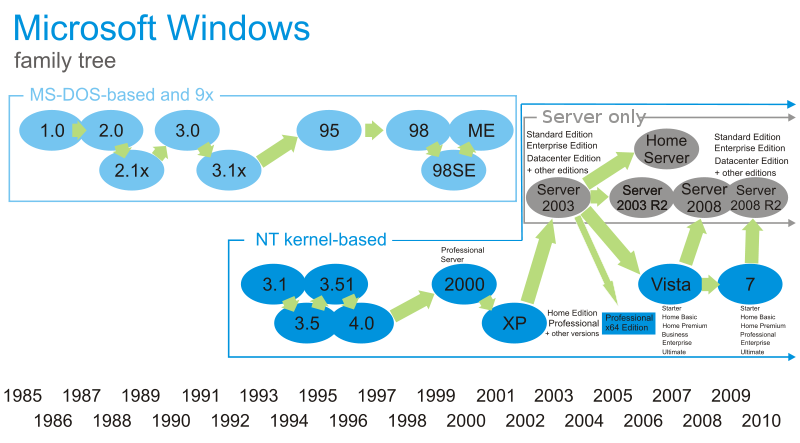 Microsoft Windows
family tree
MS-DOS-based and 9x
1.0
2.0
2.1x
3.0
3.1x
95
98
98SE
ME
Server only
Standard Edition
Enterprise Edition
Datacenter Edition
+ other editions
Home
Server
Standard Edition
Enterprise Edition
Datacenter Edition
+ other editions
Server
2003
Server
2003 R2
Server
2008
Server
2008 R2
NT kernel-based
3.1
3.5
3.51
4.0
Professional
Server
2000
XP
Home Edition
Professional
+ other versions
Professional
x64 Edition
Vista
Starter
Home Basic
Home Premium
Business
Enterprise
Ultimate
7
Starter
Home Basic
Home Premium
Professional
Enterprise
Ultimate
1985 1987 1989 1991 1993 1995 1997 1999 2001 2003 2005 2007 2009
1986 1988 1990 1992 1994 1996 1998 2000 2002 2004 2006 2008 2010